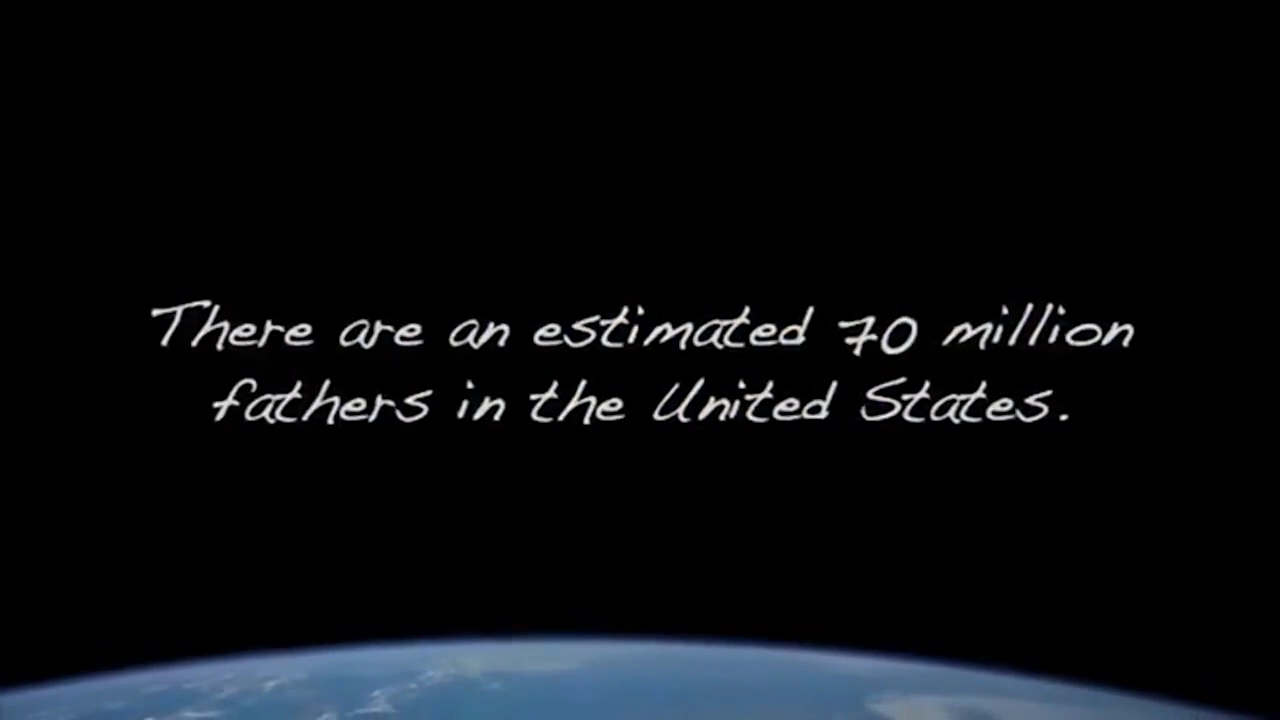 There are an estimated 70 million
fathers in the United States.